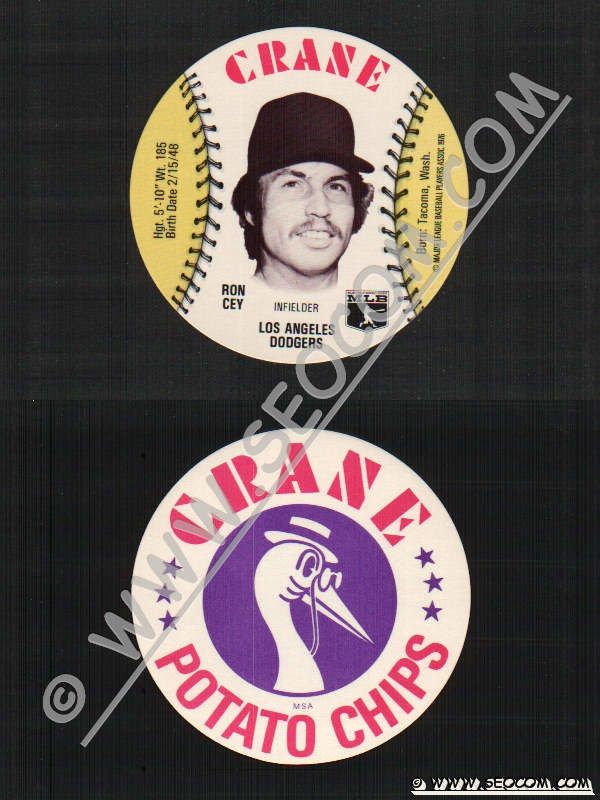 CRANE
Hgt. 5'-10" Wt. 185
Birth Date 2/15/48
Born: Tacoma, Wash.
© MAJOR LEAGUE BASEBALL PLAYERS ASSOC. 1976
RON
CEY
INFIELDER
MLB
LOS ANGELES
DODGERS
CRANE
MSA
POTATO CHIPS
© WWW.SEOCOM.COM
© WWW.SEOCOM.COM